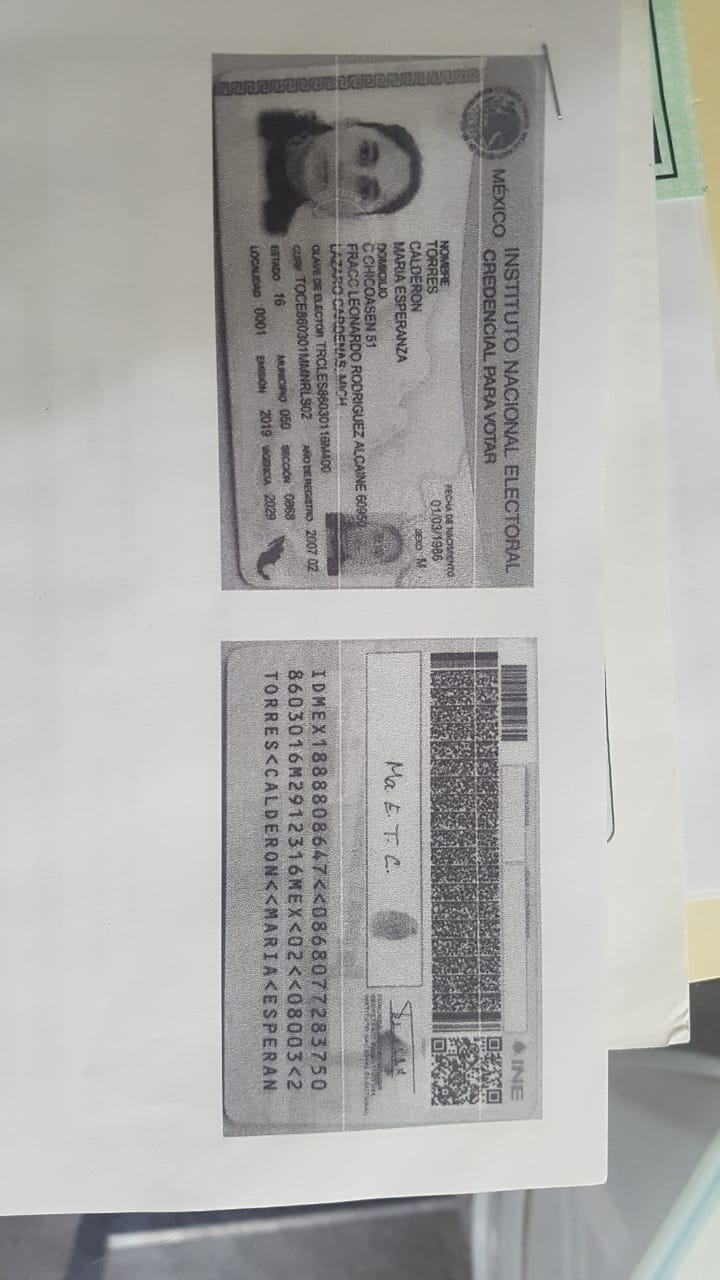 MÉXICO INSTITUTO NACIONAL ELECTORAL
CREDENCIAL PARA VOTAR
NOMBRE
TORRES
CALDERON
MARIA ESPERANZA
FECHA DE NACIMIENTO
01/03/1986
SEXO M
DOMICILIO
C CHICOASEN 51
FRACC LEONARDO RODRIGUEZ ALCAINE 60950
LAZARO CARDENAS, MICH
CLAVE DE ELECTOR TRCLES86030116M400
CURP TOCE860301MMNRLS02 AÑO DE REGISTRO 2007 02
ESTADO 16 MUNICIPIO 050 SECCIÓN 0868
LOCALIDAD 0001 EMISIÓN 2019 VIGENCIA 2029
INE
Ma E. T. C.
IDMEX1888808647<<0868077283750
8603016M2912316MEX<02<<08003<2
TORRES<CALDERON<<MARIA<ESPERAN